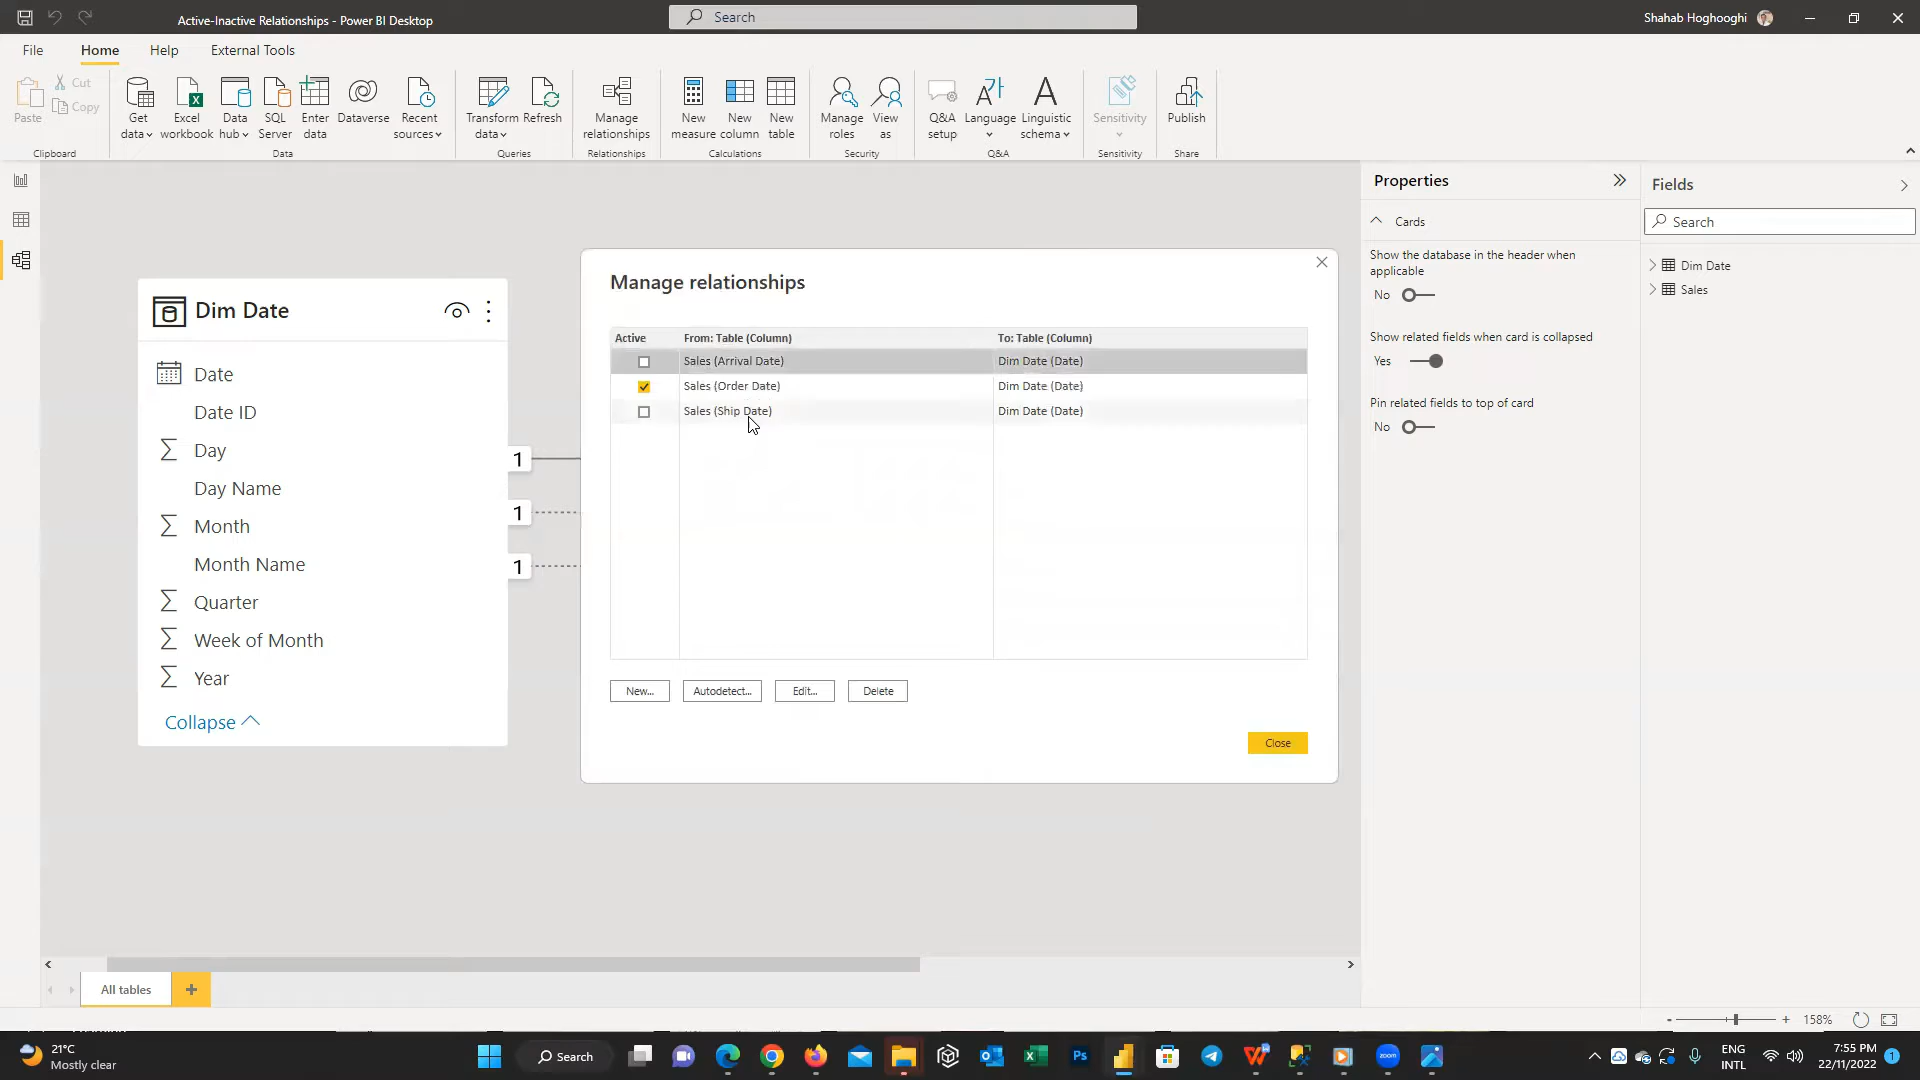 Active-Inactive Relationships - Power BI Desktop
Search
Shahab Hoghooghi
File
Home
Help
External Tools
Paste
Cut
Copy
Get data
Excel workbook
Data hub
SQL Server
Enter data
Dataverse
Recent sources
Transform data
Refresh
Manage relationships
New measure
New column
New table
Manage roles
View as
Q&A setup
Language
Linguistic schema
Sensitivity
Publish
Clipboard
Data
Queries
Relationships
Calculations
Security
Q&A
Sensitivity
Share
Dim Date
Date
Date ID
Day
Day Name
Month
Month Name
Quarter
Week of Month
Year
Collapse
1
1
1
Manage relationships
Active From: Table (Column) To: Table (Column)
Sales (Arrival Date) Dim Date (Date)
Sales (Order Date) Dim Date (Date)
Sales (Ship Date) Dim Date (Date)
New...
Autodetect...
Edit...
Delete
Close
Properties
Cards
Show the database in the header when
applicable
No
Show related fields when card is collapsed
Yes
Pin related fields to top of card
No
Fields
Search
Dim Date
Sales
All tables
+
- + 158%
21°C
Mostly clear
Search
Ps
zoom
ENG
INTL
7:55 PM
22/11/2022
1